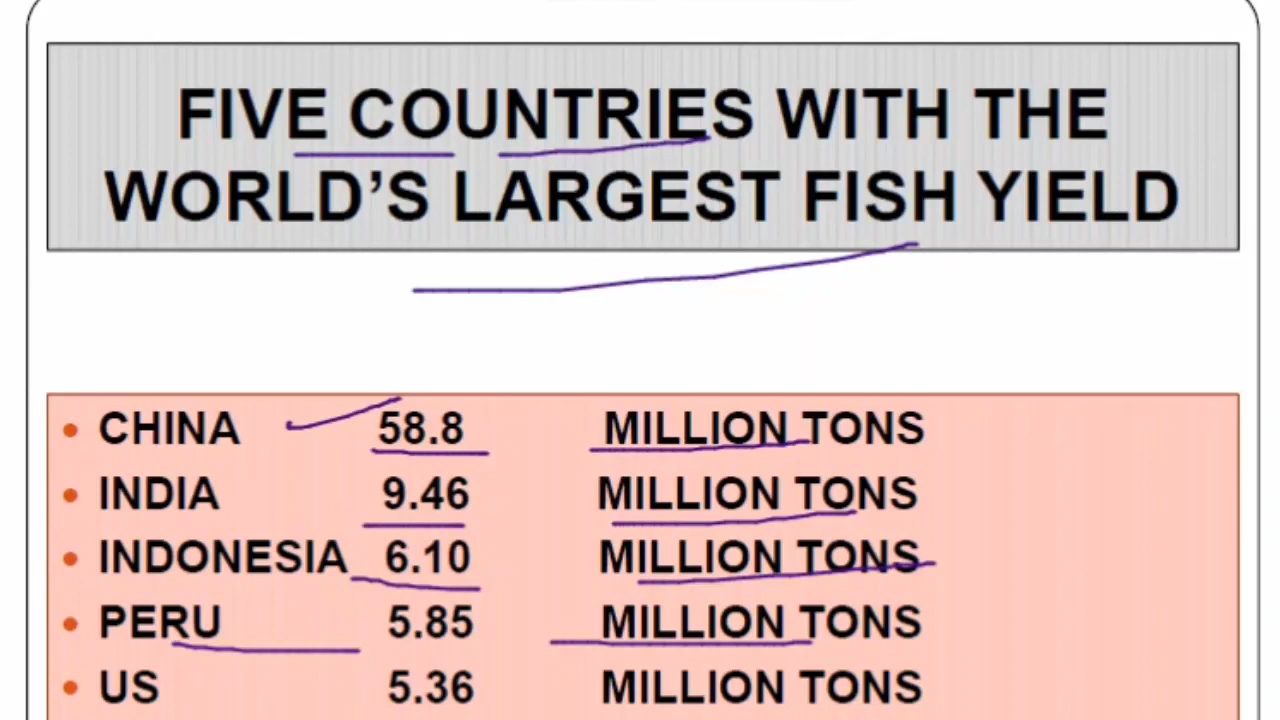 FIVE COUNTRIES WITH THE
WORLD’S LARGEST FISH YIELD
• CHINA 58.8 MILLION TONS
• INDIA 9.46 MILLION TONS
• INDONESIA 6.10 MILLION TONS
• PERU 5.85 MILLION TONS
• US 5.36 MILLION TONS